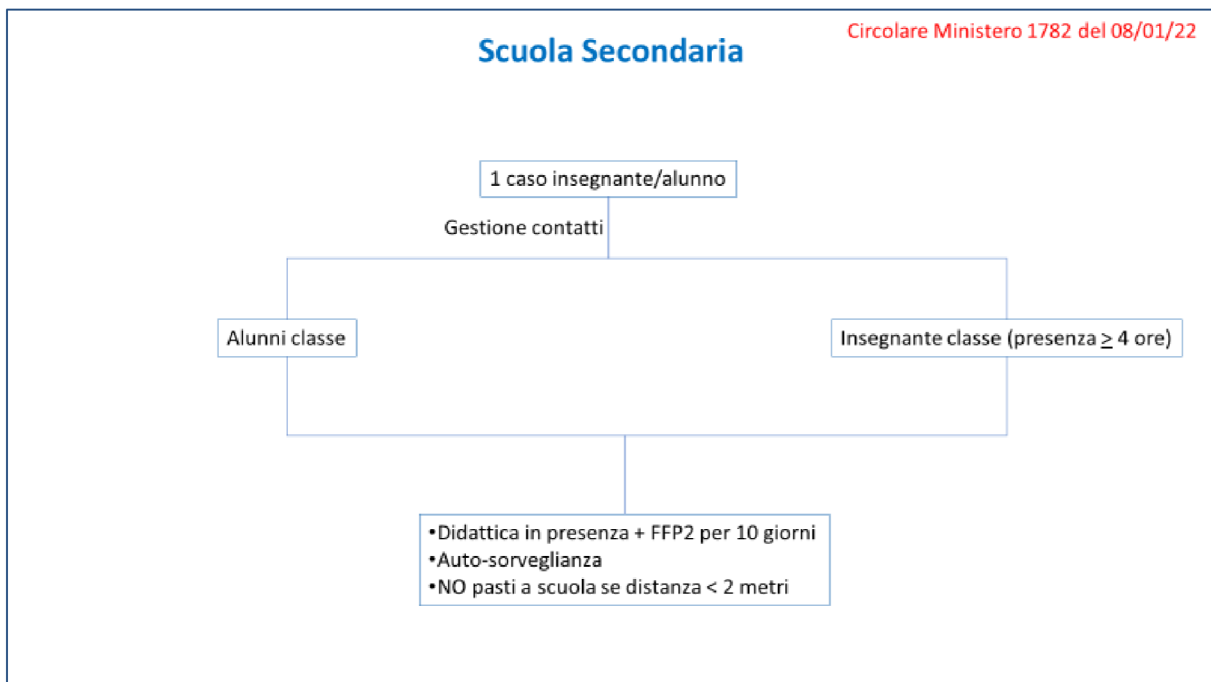 Circolare Ministero 1782 del 08/01/22
Scuola Secondaria
1 caso insegnante/alunno
Gestione contatti
Alunni classe
Insegnante classe (presenza ≥ 4 ore)
•Didattica in presenza + FFP2 per 10 giorni
•Auto-sorveglianza
•NO pasti a scuola se distanza < 2 metri